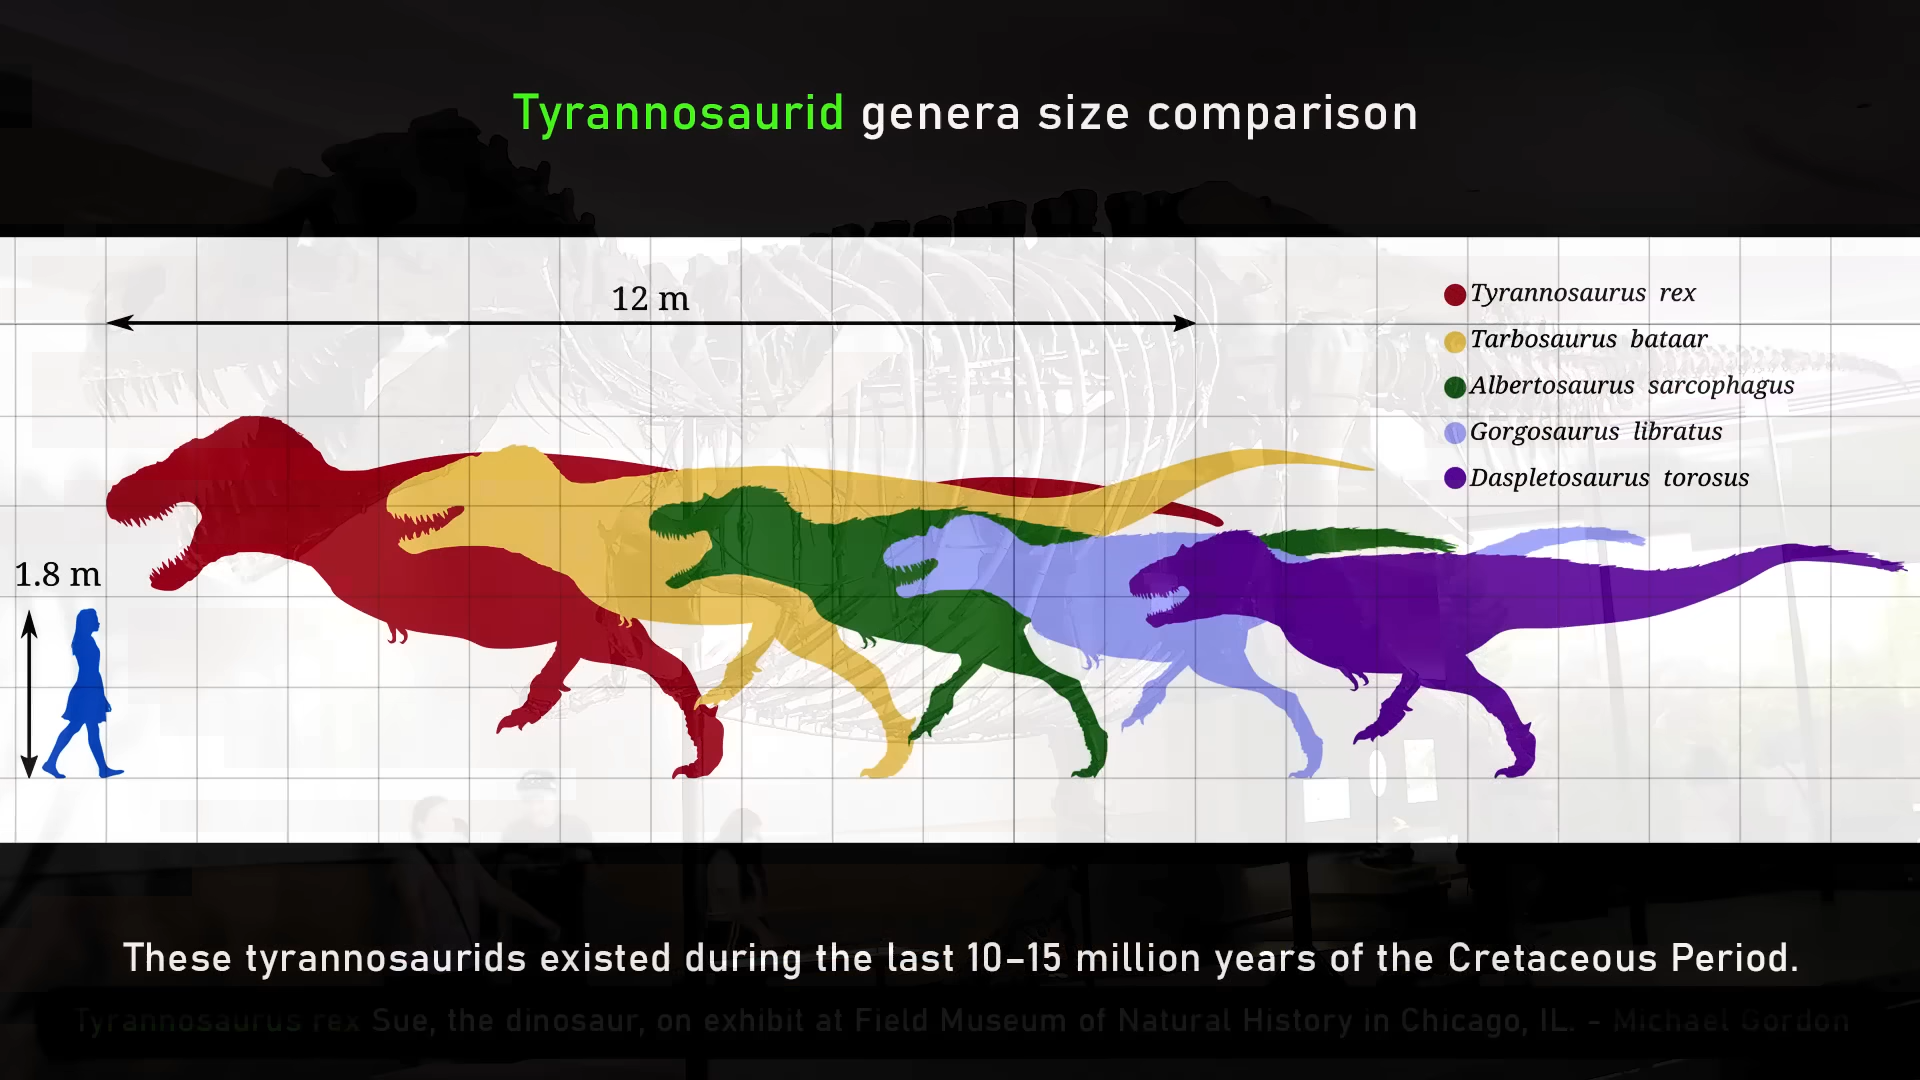 Tyrannosaurid genera size comparison
12 m
Tyrannosaurus rex
Tarbosaurus bataar
Albertosaurus sarcophagus
Gorgosaurus libratus
Daspletosaurus torosus
1.8 m
These tyrannosaurids existed during the last 10–15 million years of the Cretaceous Period.
Tyrannosaurus rex Sue, the dinosaur, on exhibit at Field Museum of Natural History in Chicago, IL. - Michael Gordon